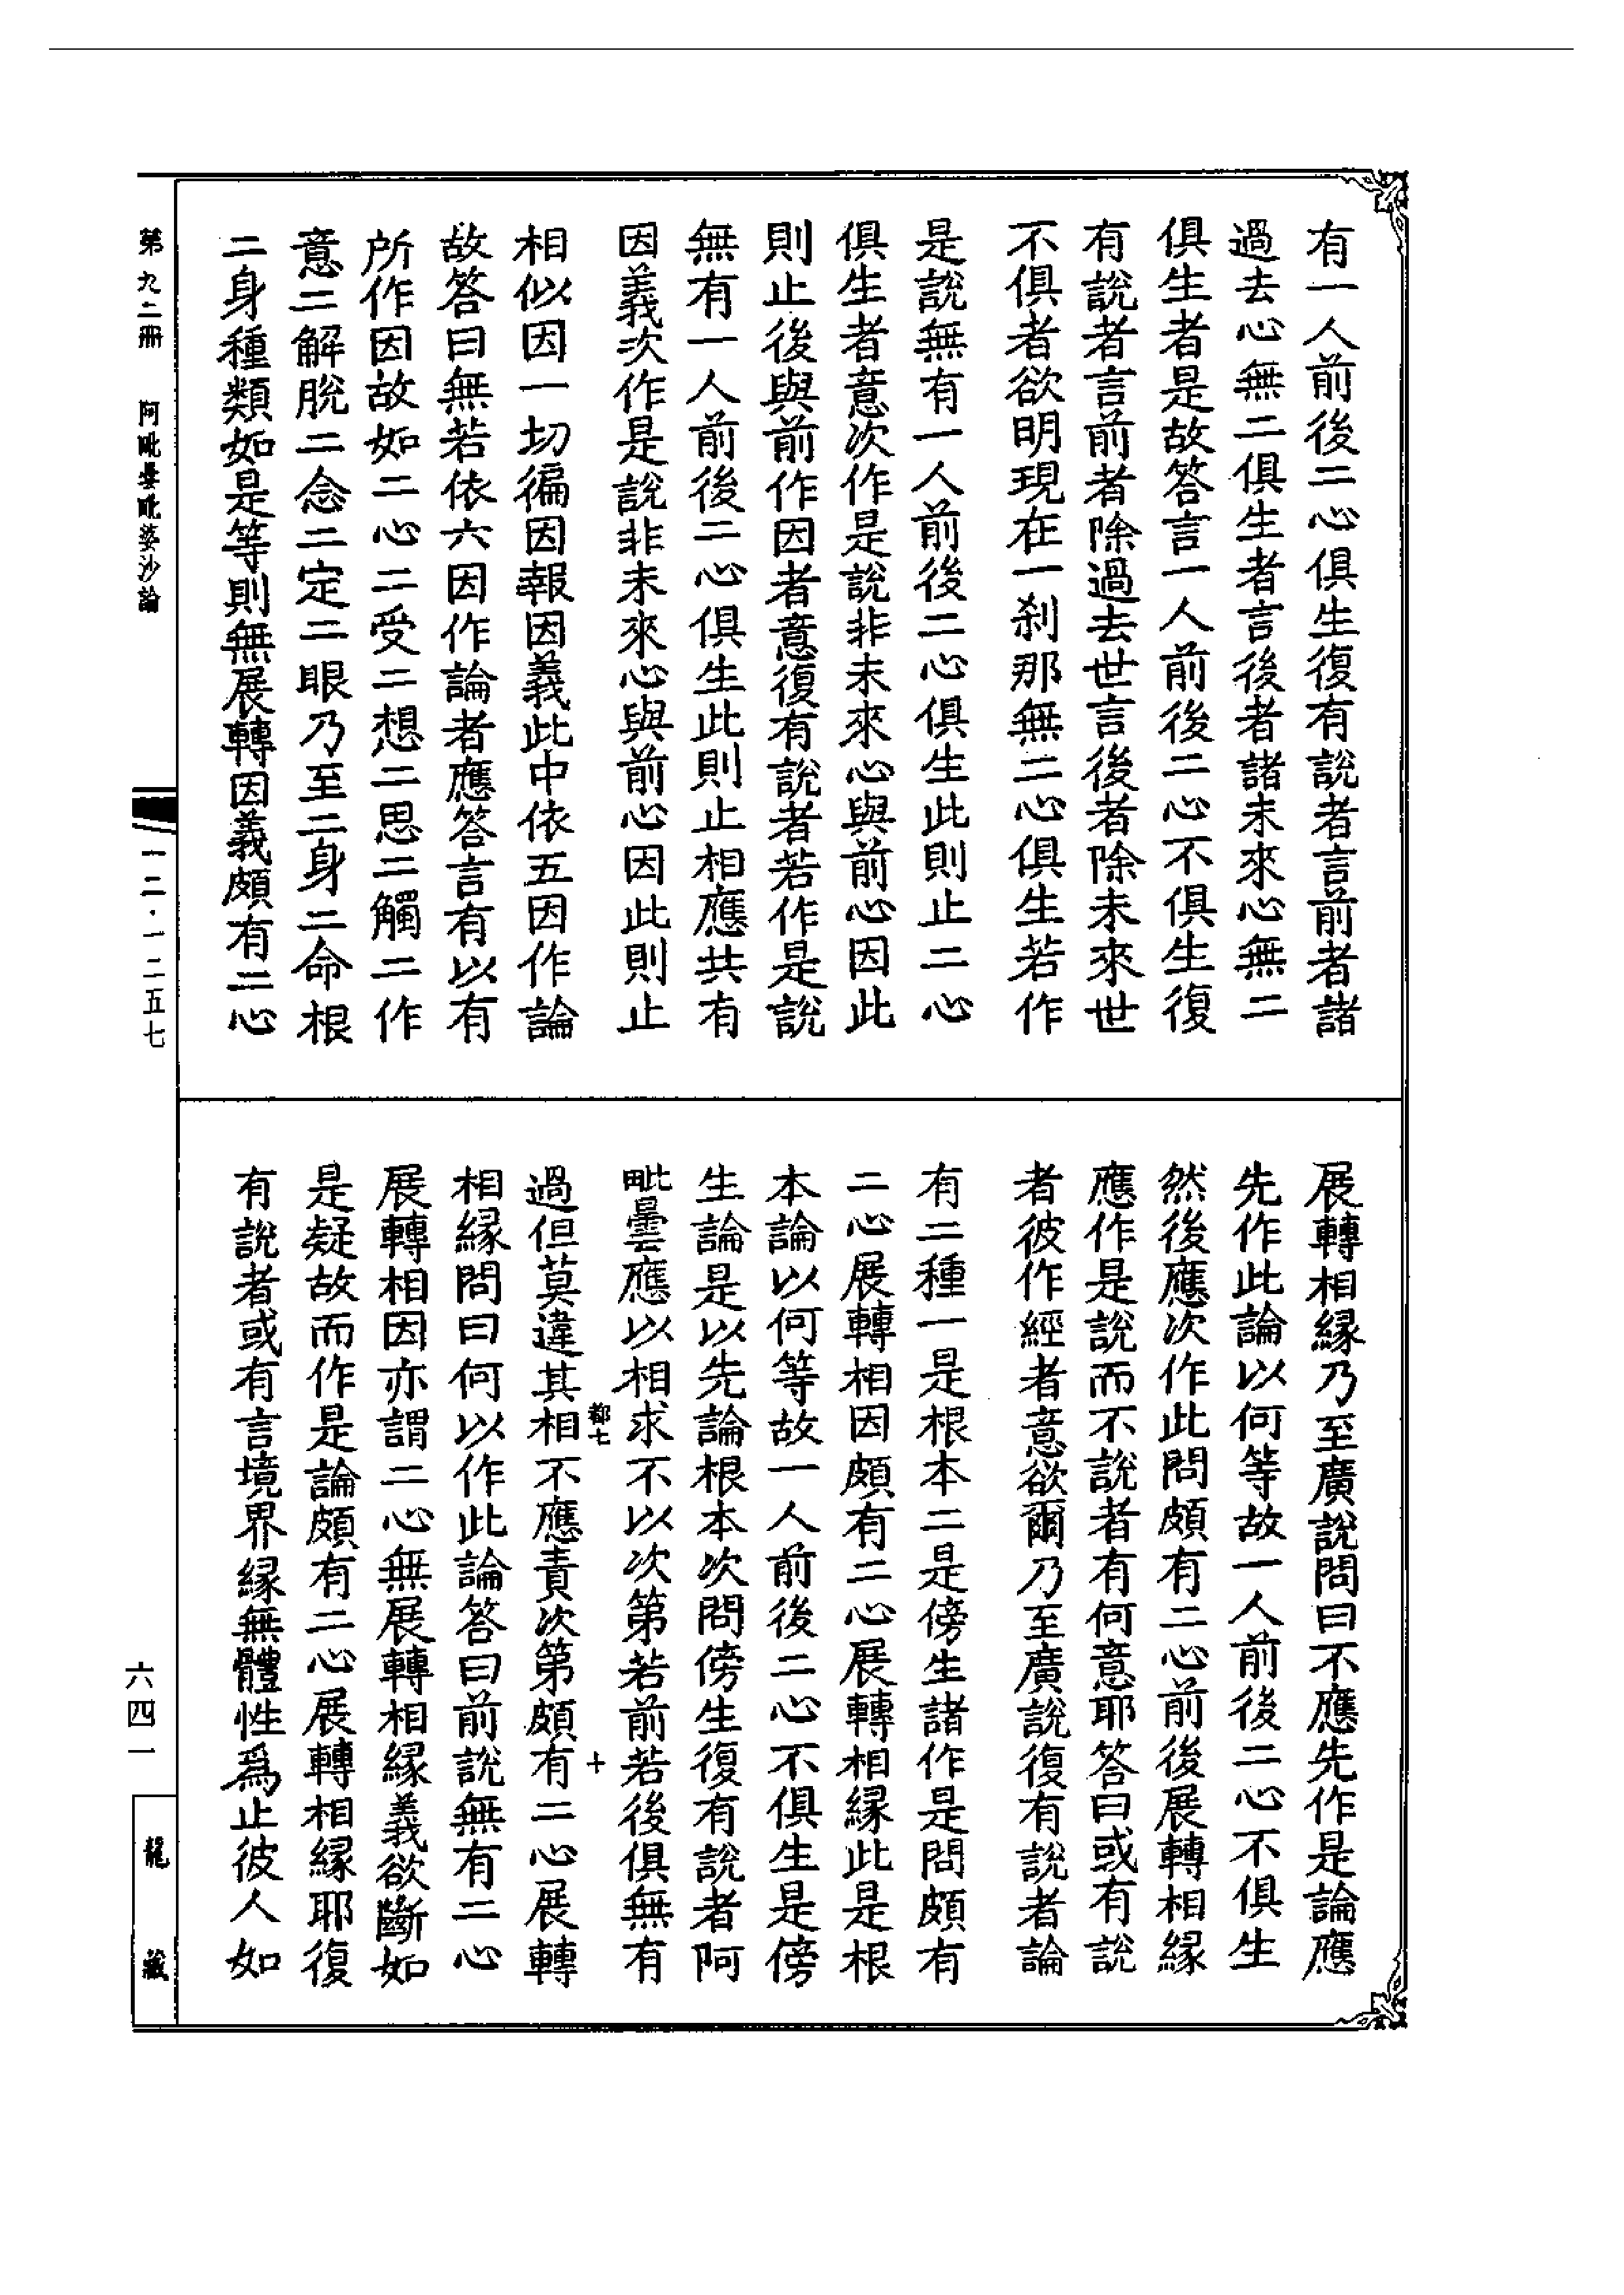 有一人前後二心俱生復有說者言前者諸
過去心無二俱生者言後者諸未來心無二
俱生者是故答言一人前後二心不俱生復
有說者言前者除過去世言後者除未來世
不俱者欲明現在一剎那無二心俱生若作
是說無有一人前後二心俱生此則止二心
俱生者意次作是說非未來心與前心因此
則止後與前作因者意復有說者若作是說
無有一人前後二心俱生此則止相應共有
因義次作是說非未來心與前心因此則止
相似因一切徧因報因義此中依五因作論
故答曰無若依六因作論者應答言有以有
所作因故如二心二受二想二思二觸二作
意二解脫二念二定二眼乃至二身二命根
二身種類如是等則無展轉因義頗有二心
展轉相緣乃至廣說問曰不應先作是論應
先作此論以何等故一人前後二心不俱生
然後應次作此問頗有二心前後展轉相緣
應作是說而不說者有何意耶答曰或有說
者彼作經者意欲爾乃至廣說復有說者論
有二種一是根本二是傍生諸作是問頗有
二心展轉相因頗有二心展轉相緣此是根
本論以何等故一人前後二心不俱生是傍
生論是以先論根本次問傍生復有說者阿
毗曇應以相求不以次第若前若後俱無有
都七
十
過但莫違其相不應責次第頗有二心展轉
相緣問曰何以作此論答曰前說無有二心
展轉相因亦謂二心無展轉相緣義欲斷如
是疑故而作是論頗有二心展轉相緣耶復
有說者或有言境界緣無體性爲止彼人如
第九二冊　阿毗曇毗婆沙論
一二·一二五七
六四一
龍藏